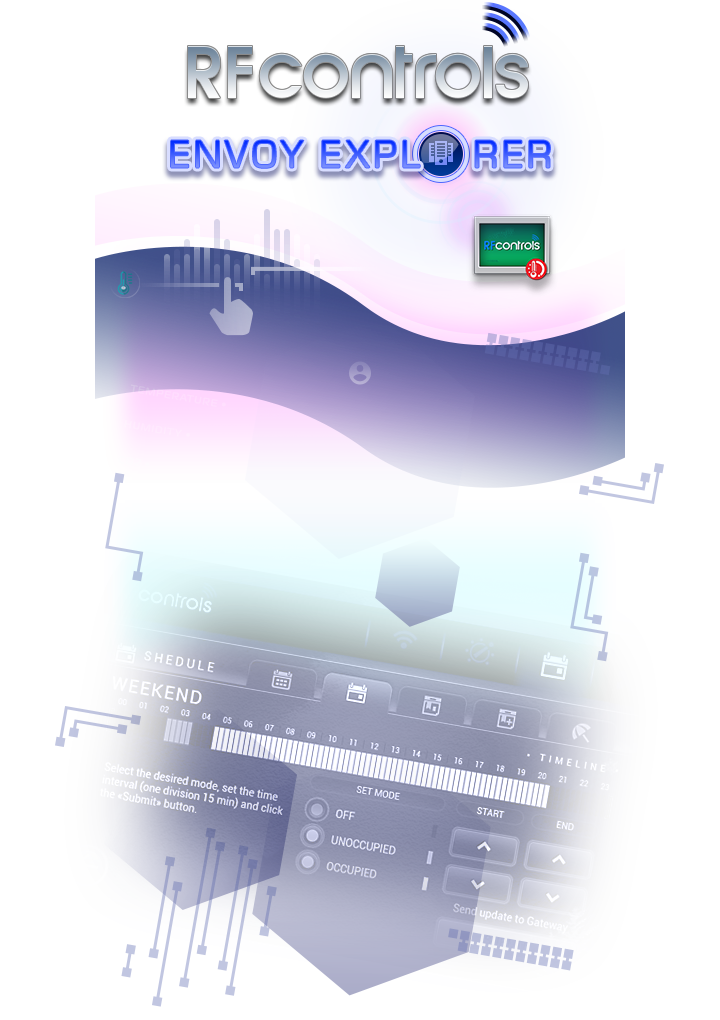 RFcontrols
ENVOY EXPLORER
RFcontrols
controls
SHEDULE
WEEKEND
01 02 03 04 05 06 07 08 09 10 11 12 13 14 15 16 17 18 19 20 21 22
• TIMELINE
Select the desired mode, set the time
interval (one division 15 min) and click
the «Submit» button.
SET MODE
OFF
UNOCCUPIED
OCCUPIED
START
END
Send update to Gateway